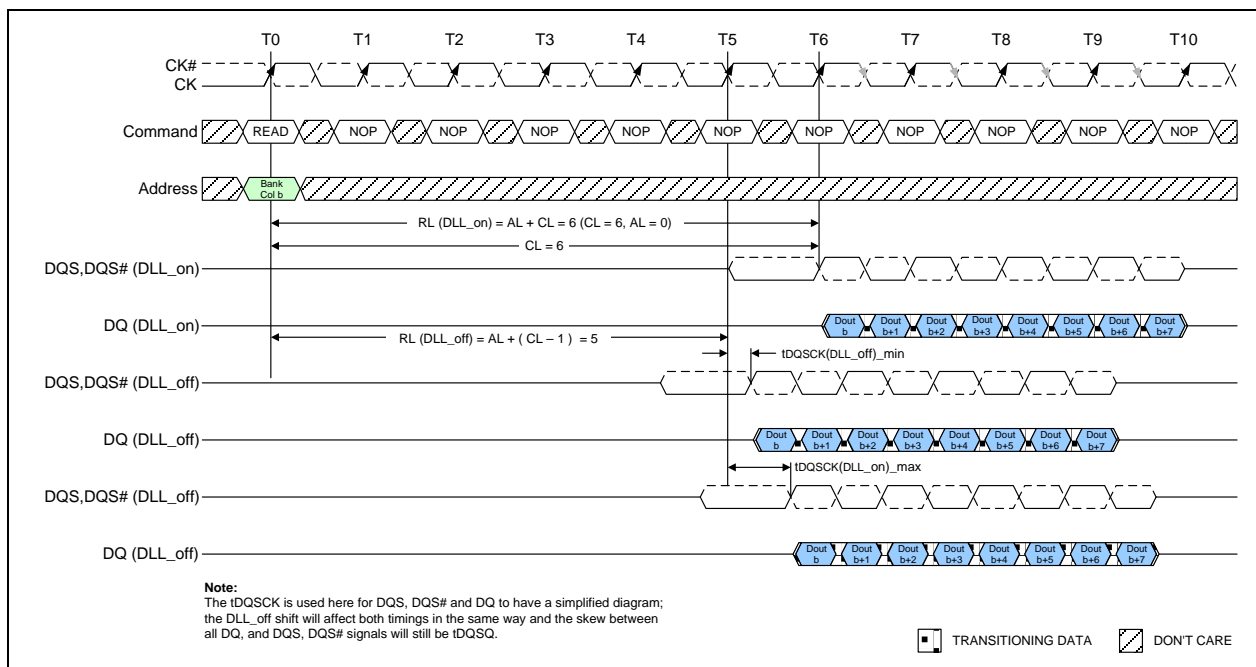 T0 T1 T2 T3 T4 T5 T6 T7 T8 T9 T10
CK#
CK
Command READ NOP NOP NOP NOP NOP NOP NOP NOP NOP NOP
Address Bank
Col b
RL (DLL_on) = AL + CL = 6 (CL = 6, AL = 0)
CL = 6
DQS,DQS# (DLL_on)
DQ (DLL_on) Dout b Dout b+1 Dout b+2 Dout b+3 Dout b+4 Dout b+5 Dout b+6 Dout b+7
RL (DLL_off) = AL + ( CL – 1 ) = 5
tDQSCK(DLL_off)_min
DQS,DQS# (DLL_off)
DQ (DLL_off) Dout b Dout b+1 Dout b+2 Dout b+3 Dout b+4 Dout b+5 Dout b+6 Dout b+7
tDQSCK(DLL_on)_max
DQS,DQS# (DLL_off)
DQ (DLL_off) Dout b Dout b+1 Dout b+2 Dout b+3 Dout b+4 Dout b+5 Dout b+6 Dout b+7
Note:
The tDQSCK is used here for DQS, DQS# and DQ to have a simplified diagram;
the DLL_off shift will affect both timings in the same way and the skew between
all DQ, and DQS, DQS# signals will still be tDQSQ.
TRANSITIONING DATA DON'T CARE